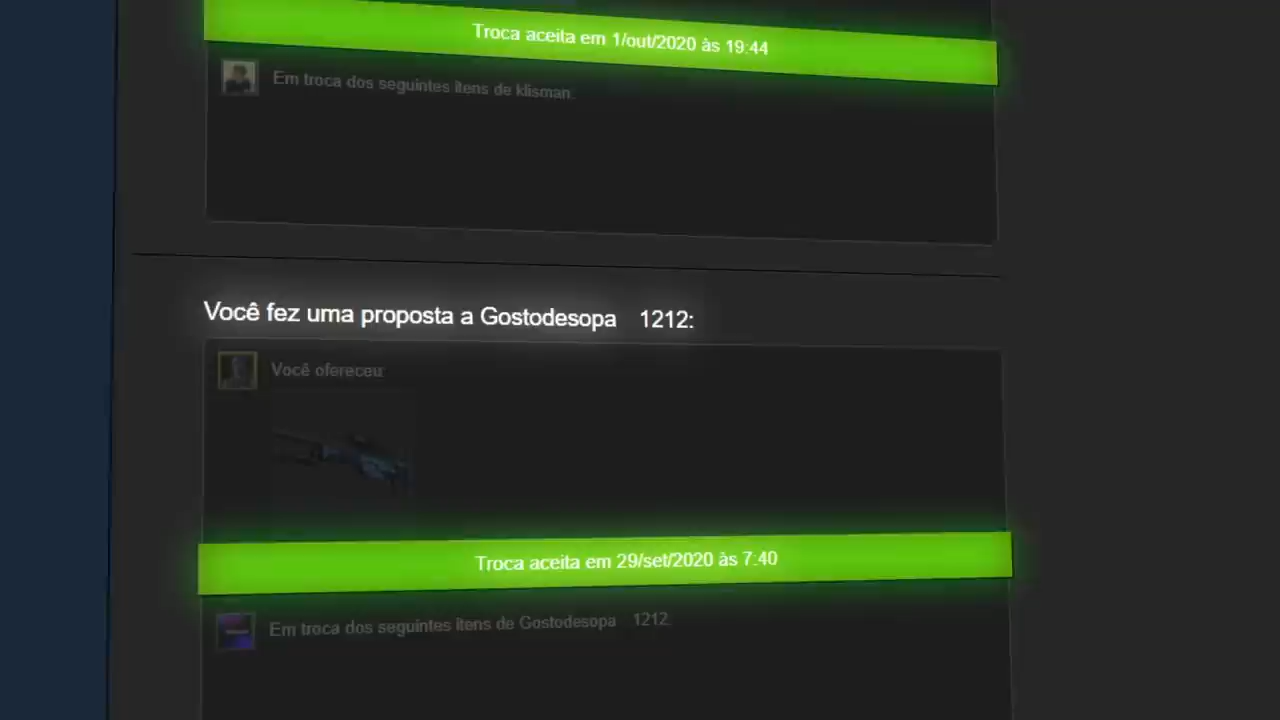 Troca aceita em 1/out/2020 às 19:44
Em troca dos seguintes itens de klisman:
Você fez uma proposta a Gostodesopa 1212:
Você ofereceu:
Troca aceita em 29/set/2020 às 7:40
Em troca dos seguintes itens de Gostodesopa 1212: